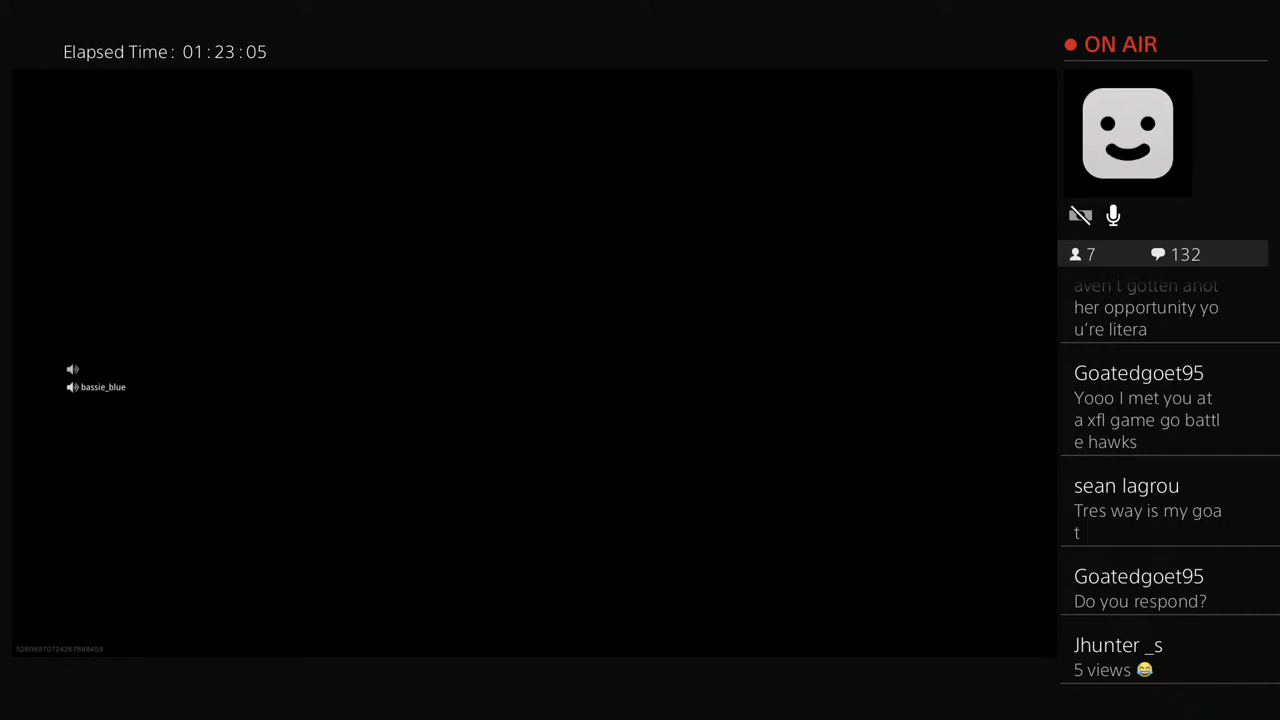 Elapsed Time: 01:23:05
ON AIR
7 132
aven't gotten anot
her opportunity yo
u're litera
Goatedgoet95
Yooo I met you at
a xfl game go battl
e hawks
bassie_blue
sean lagrou
Tres way is my goa
t
Goatedgoet95
Do you respond?
Jhunter _s
5 views 😂